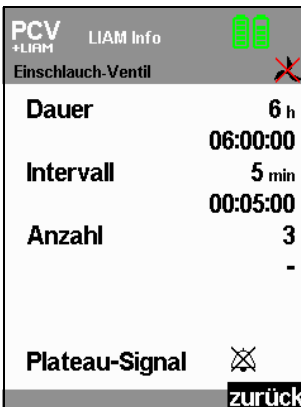 PCV LIAM Info
+LIAM
Einschlauch-Ventil
Dauer 6 h
06:00:00
Intervall 5 min
00:05:00
Anzahl 3
-
Plateau-Signal
zurück